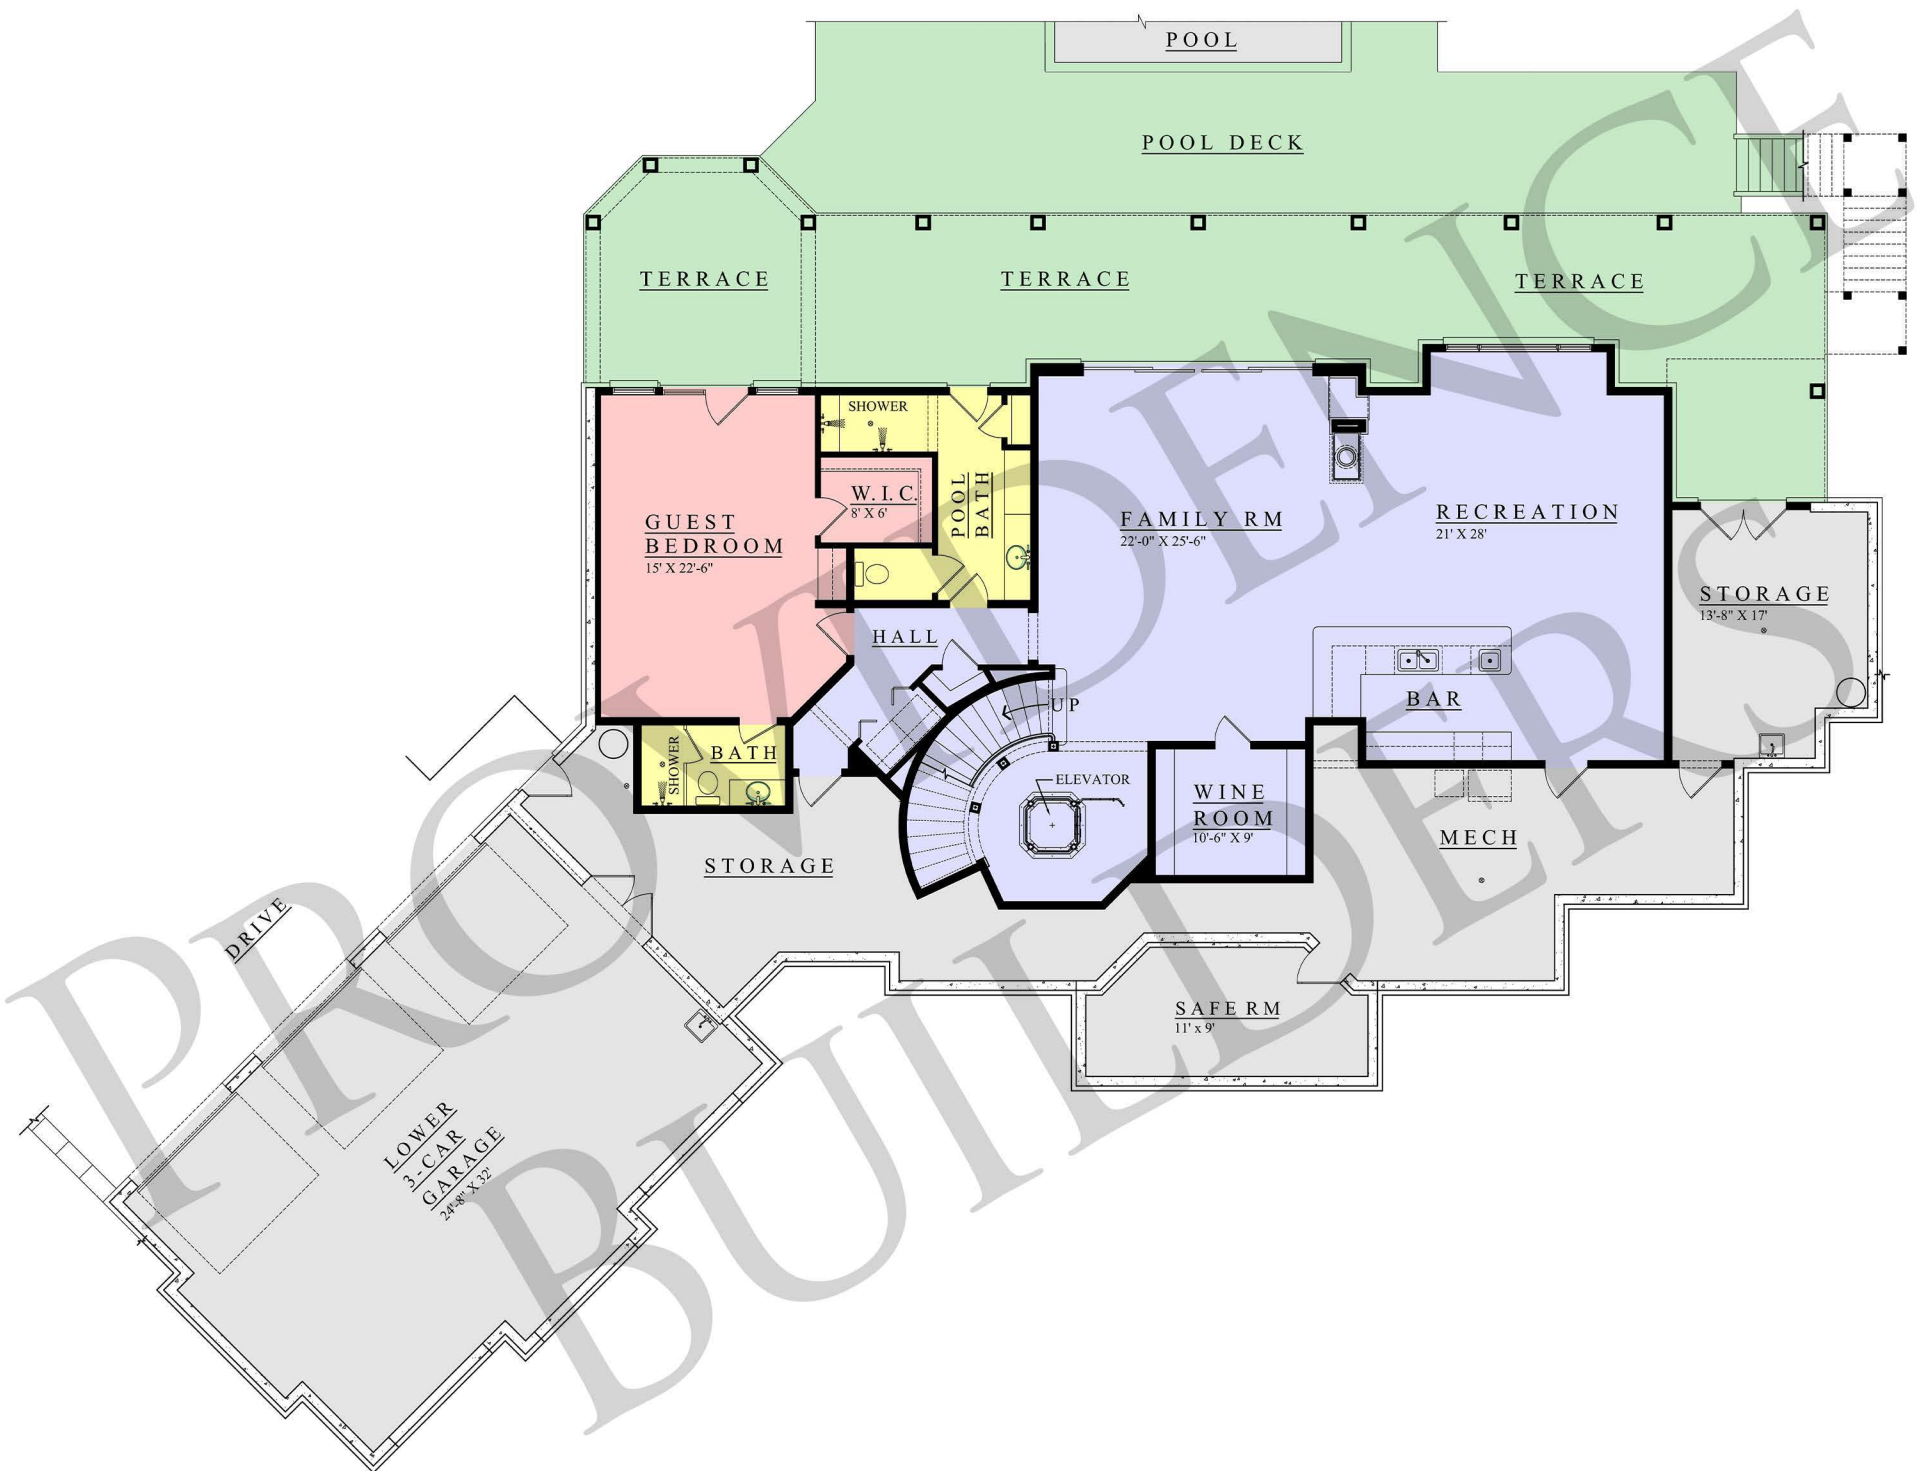 POOL
POOL DECK
TERRACE
TERRACE
TERRACE
SHOWER
W.I.C.
8' X 6'
POOL
BATH
GUEST
BEDROOM
15' X 22'-6"
FAMILY RM
22'-0" X 25'-6"
RECREATION
21' X 28'
STORAGE
13'-8" X 17'
HALL
UP
BAR
BATH
SHOWER
ELEVATOR
WINE
ROOM
10'-6" X 9'
MECH
STORAGE
DRIVE
SAFE RM
11' x 9'
LOWER
3-CAR
GARAGE
24'-8" X 32'
PROVIDENCE
BUILDERS